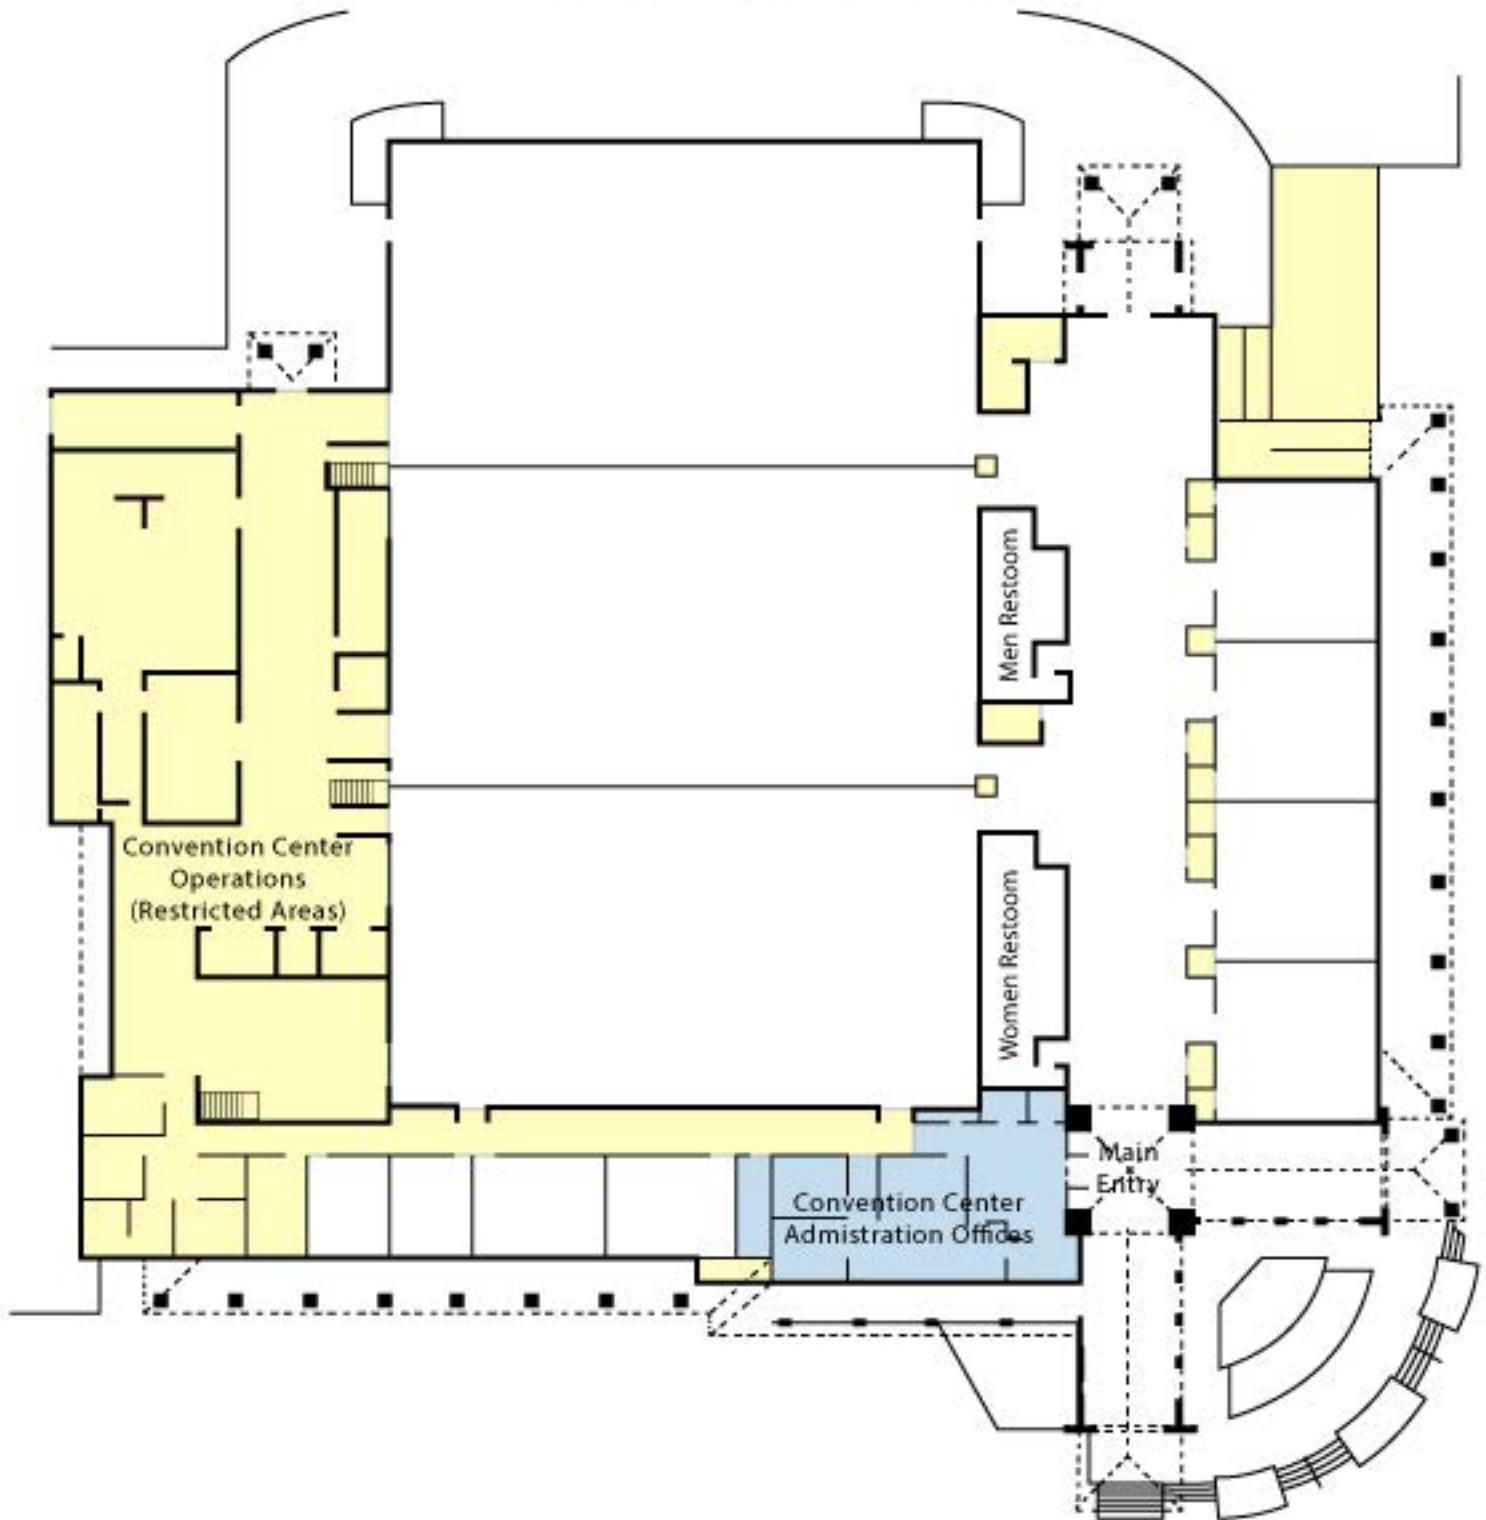 Men Restoom
Convention Center
Operations
(Restricted Areas)
Women Restoom
Main
Entry
Convention Center
Admistration Offices